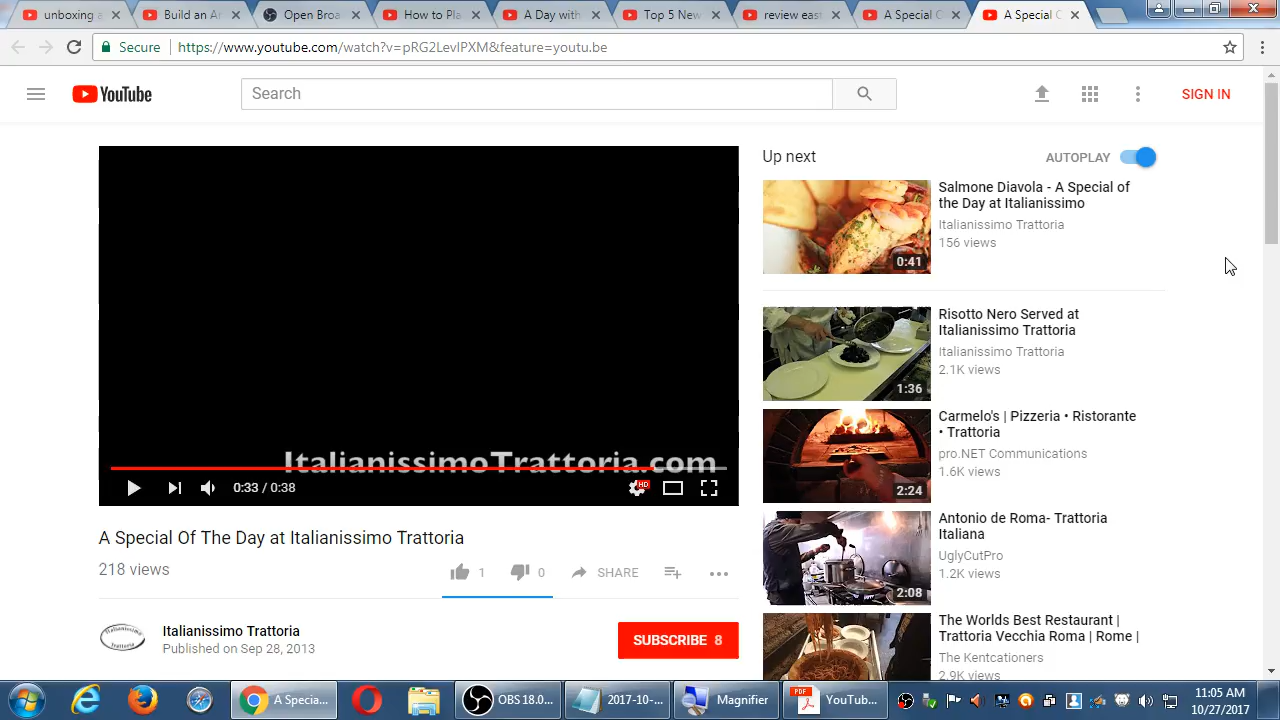 unboxing a
Build an Ar
Open Broad
How to Pla
A Day with
Top 5 New
review eas
A Special O
A Special O
Secure
https://www.youtube.com/watch?v=pRG2LevIPXM&feature=youtu.be
YouTube
Search
SIGN IN
Up next
AUTOPLAY
Salmone Diavola - A Special of
the Day at Italianissimo
Italianissimo Trattoria
156 views
0:41
Risotto Nero Served at
Italianissimo Trattoria
Italianissimo Trattoria
2.1K views
1:36
Carmelo's | Pizzeria • Ristorante
• Trattoria
pro.NET Communications
1.6K views
2:24
Antonio de Roma- Trattoria
Italiana
UglyCutPro
1.2K views
2:08
The Worlds Best Restaurant |
Trattoria Vecchia Roma | Rome |
The Kentcationers
2.9K views
ItalianissimoTrattoria.com
0:33 / 0:38
HD
A Special Of The Day at Italianissimo Trattoria
218 views
1
0
SHARE
Italianissimo Trattoria
Published on Sep 28, 2013
SUBSCRIBE 8
A Specia...
OBS 18.0...
2017-10-...
Magnifier
PDF
YouTub...
11:05 AM
10/27/2017